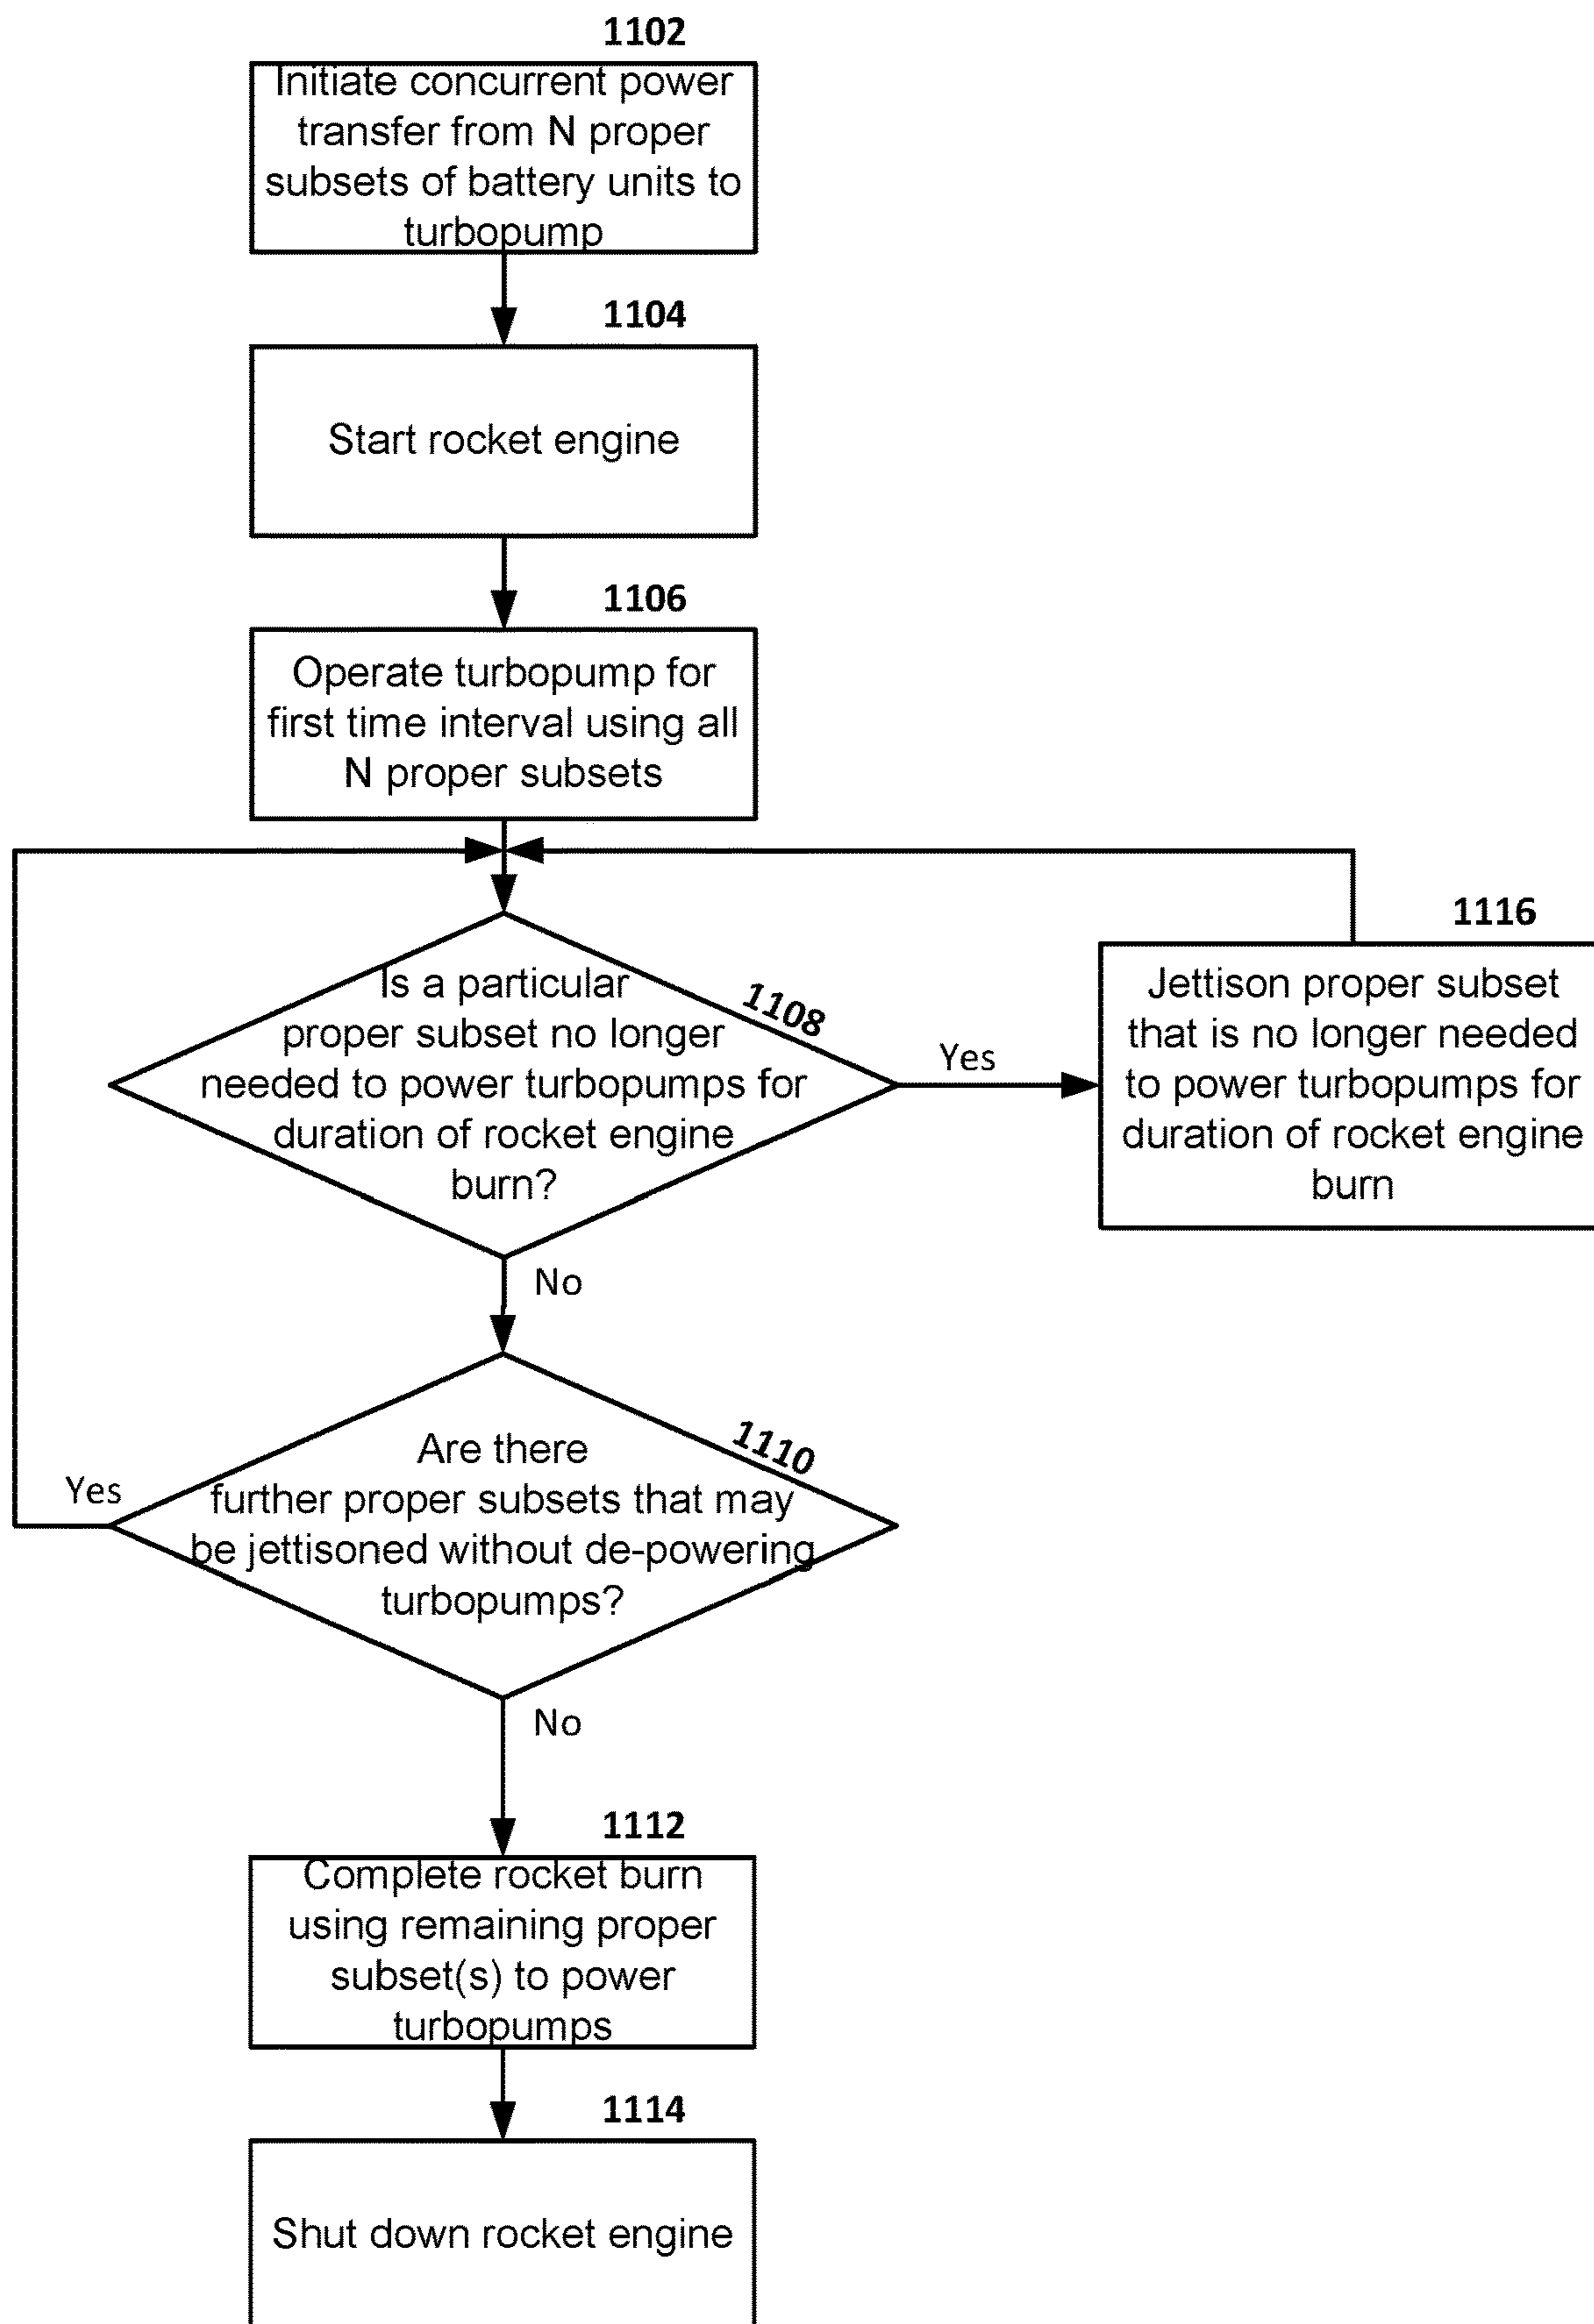 1102
Initiate concurrent power
transfer from N proper
subsets of battery units to
turbopump
1104
Start rocket engine
1106
Operate turbopump for
first time interval using all
N proper subsets
1108
Is a particular
proper subset no longer
needed to power turbopumps for
duration of rocket engine
burn?
Yes
1116
Jettison proper subset
that is no longer needed
to power turbopumps for
duration of rocket engine
burn
No
1110
Are there
further proper subsets that may
be jettisoned without de-powering
turbopumps?
Yes
No
1112
Complete rocket burn
using remaining proper
subset(s) to power
turbopumps
1114
Shut down rocket engine